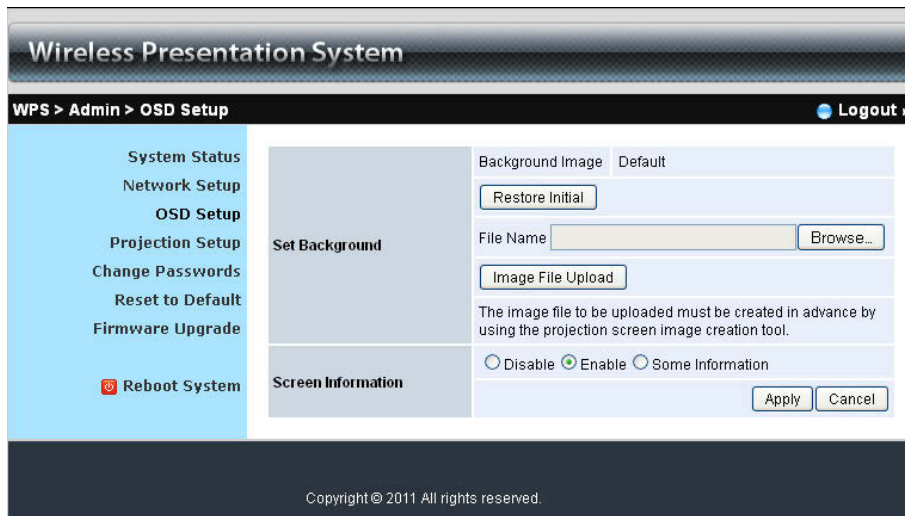 Wireless Presentation System
WPS > Admin > OSD Setup
Logout »
System Status
Network Setup
OSD Setup
Projection Setup
Change Passwords
Reset to Default
Firmware Upgrade
Reboot System
Set Background
Background Image Default
Restore Initial
File Name Browse...
Image File Upload
The image file to be uploaded must be created in advance by
using the projection screen image creation tool.
Screen Information
Disable Enable Some Information
Apply Cancel
Copyright © 2011 All rights reserved.